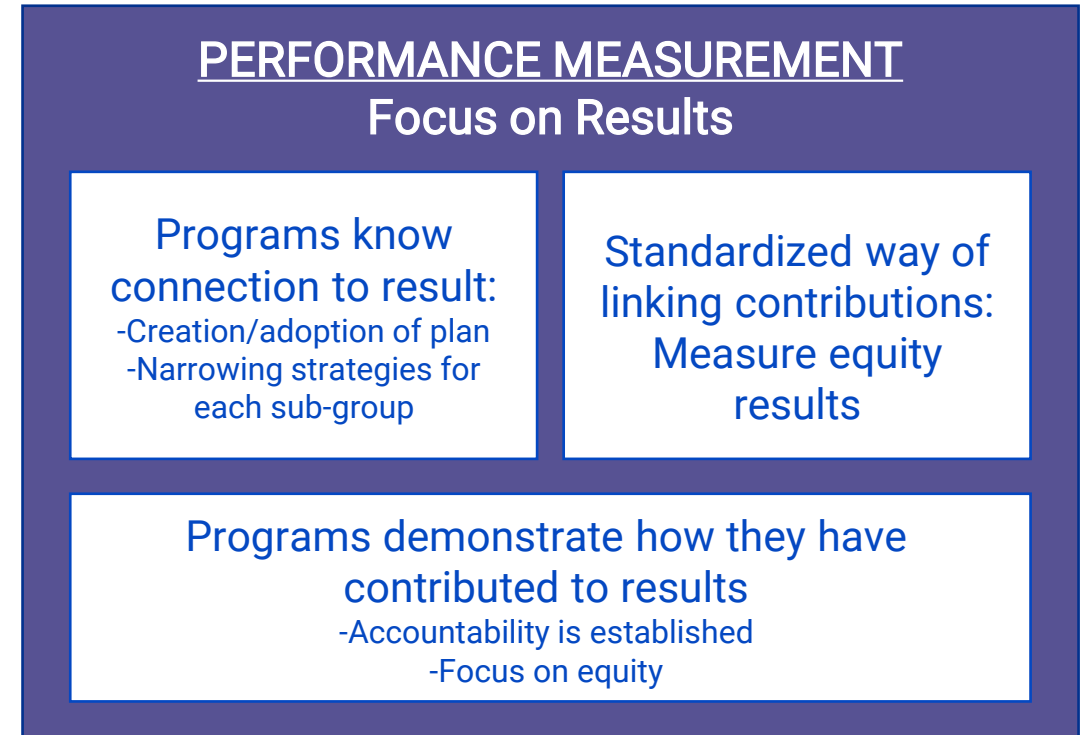 PERFORMANCE MEASUREMENT
Focus on Results
Programs know
connection to result:
-Creation/adoption of plan
-Narrowing strategies for
each sub-group
Standardized way of
linking contributions:
Measure equity
results
Programs demonstrate how they have
contributed to results
-Accountability is established
-Focus on equity